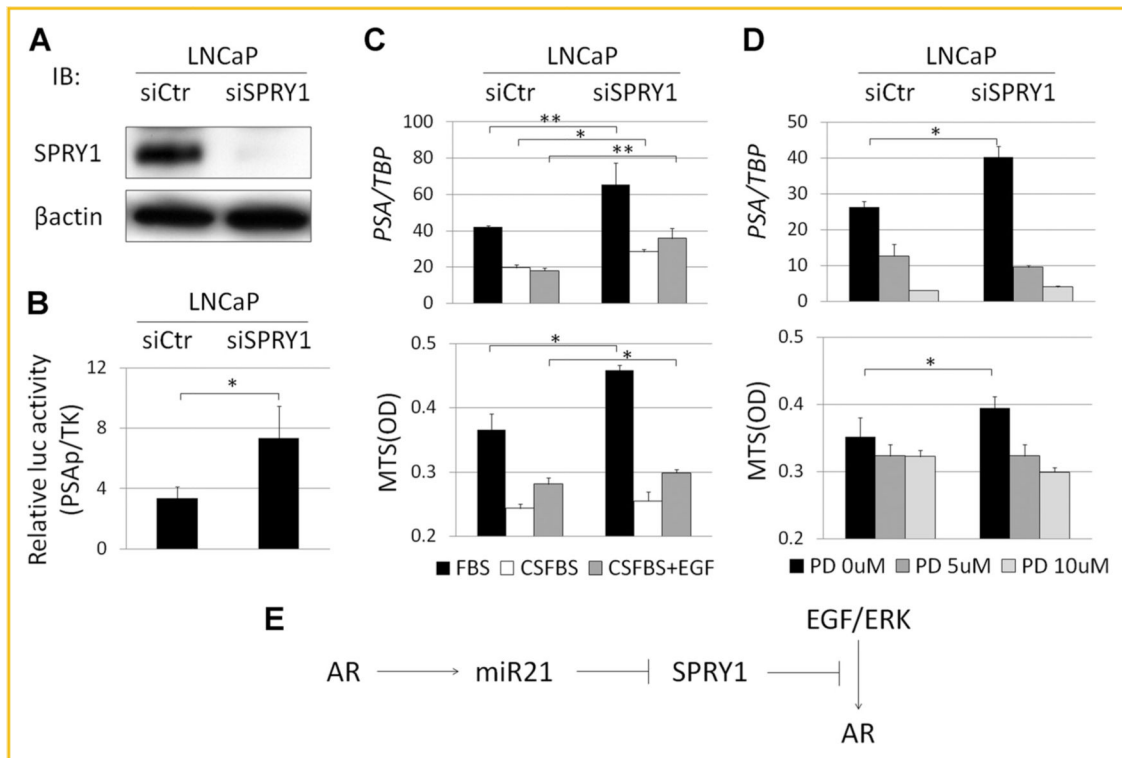 A
LNCaP
IB:
siCtr siSPRY1
SPRY1
βactin
B
LNCaP
siCtr siSPRY1
Relative luc activity
(PSAp/TK)
12
8
4
0
*
C
LNCaP
siCtr siSPRY1
PSA/TBP
100
80
60
40
20
0
**
*
**
MTS(OD)
0.5
0.4
0.3
0.2
*
*
FBS CSFBS CSFBS+EGF
D
LNCaP
siCtr siSPRY1
PSA/TBP
50
40
30
20
10
0
*
MTS(OD)
0.5
0.4
0.3
0.2
*
PD 0uM PD 5uM PD 10uM
E
EGF/ERK
AR miR21 SPRY1
AR